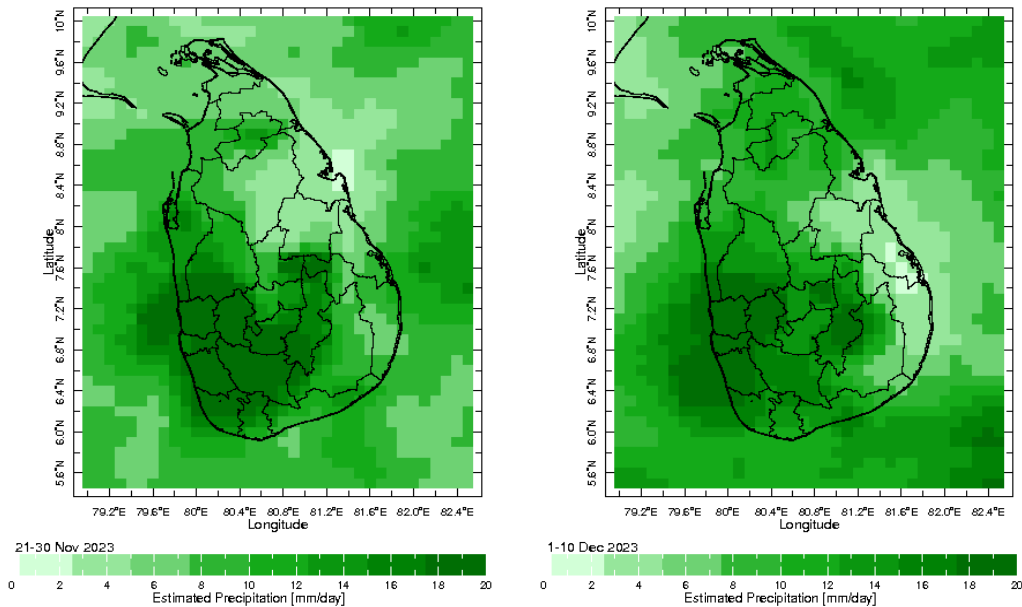 10°N
9.6°N
9.2°N
8.8°N
8.4°N
8°N
7.6°N
7.2°N
6.8°N
6.4°N
6.0°N
5.6°N
Latitude
79.2°E 79.6°E 80°E 80.4°E 80.8°E 81.2°E 81.6°E 82.0°E 82.4°E
Longitude
21-30 Nov 2023
0 2 4 6 8 10 12 14 16 18 20
Estimated Precipitation [mm/day]
10°N
9.6°N
9.2°N
8.8°N
8.4°N
8°N
7.6°N
7.2°N
6.8°N
6.4°N
6.0°N
5.6°N
Latitude
79.2°E 79.6°E 80°E 80.4°E 80.8°E 81.2°E 81.6°E 82.0°E 82.4°E
Longitude
1-10 Dec 2023
0 2 4 6 8 10 12 14 16 18 20
Estimated Precipitation [mm/day]